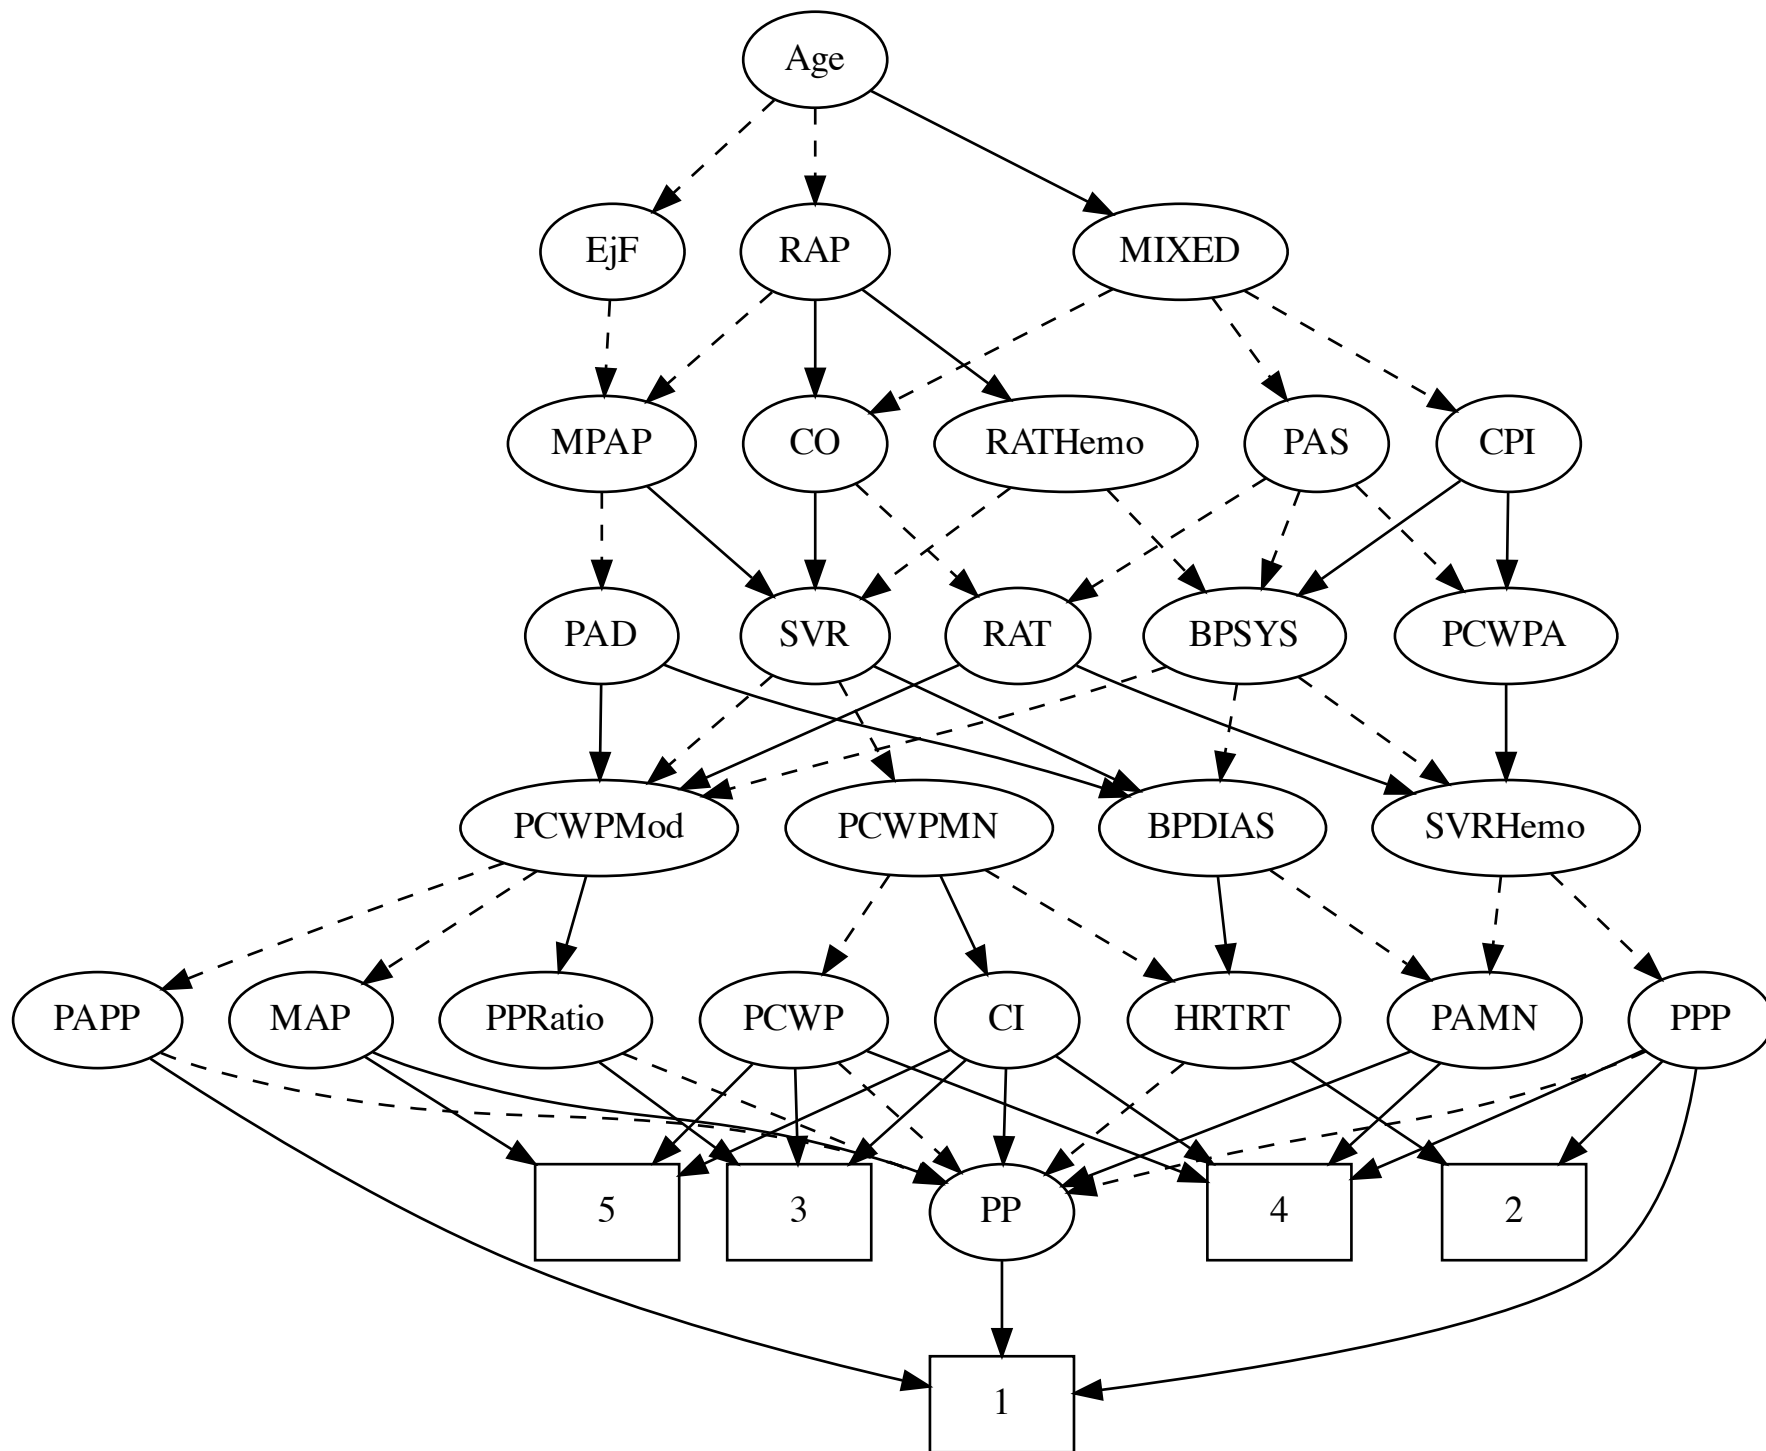 Age
EjF
RAP
MIXED
MPAP
CO
RATHemo
PAS
CPI
PAD
SVR
RAT
BPSYS
PCWPA
PCWPMod
PCWPMN
BPDIAS
SVRHemo
PAPP
MAP
PPRatio
PCWP
CI
HRTRT
PAMN
PPP
5
3
PP
4
2
1